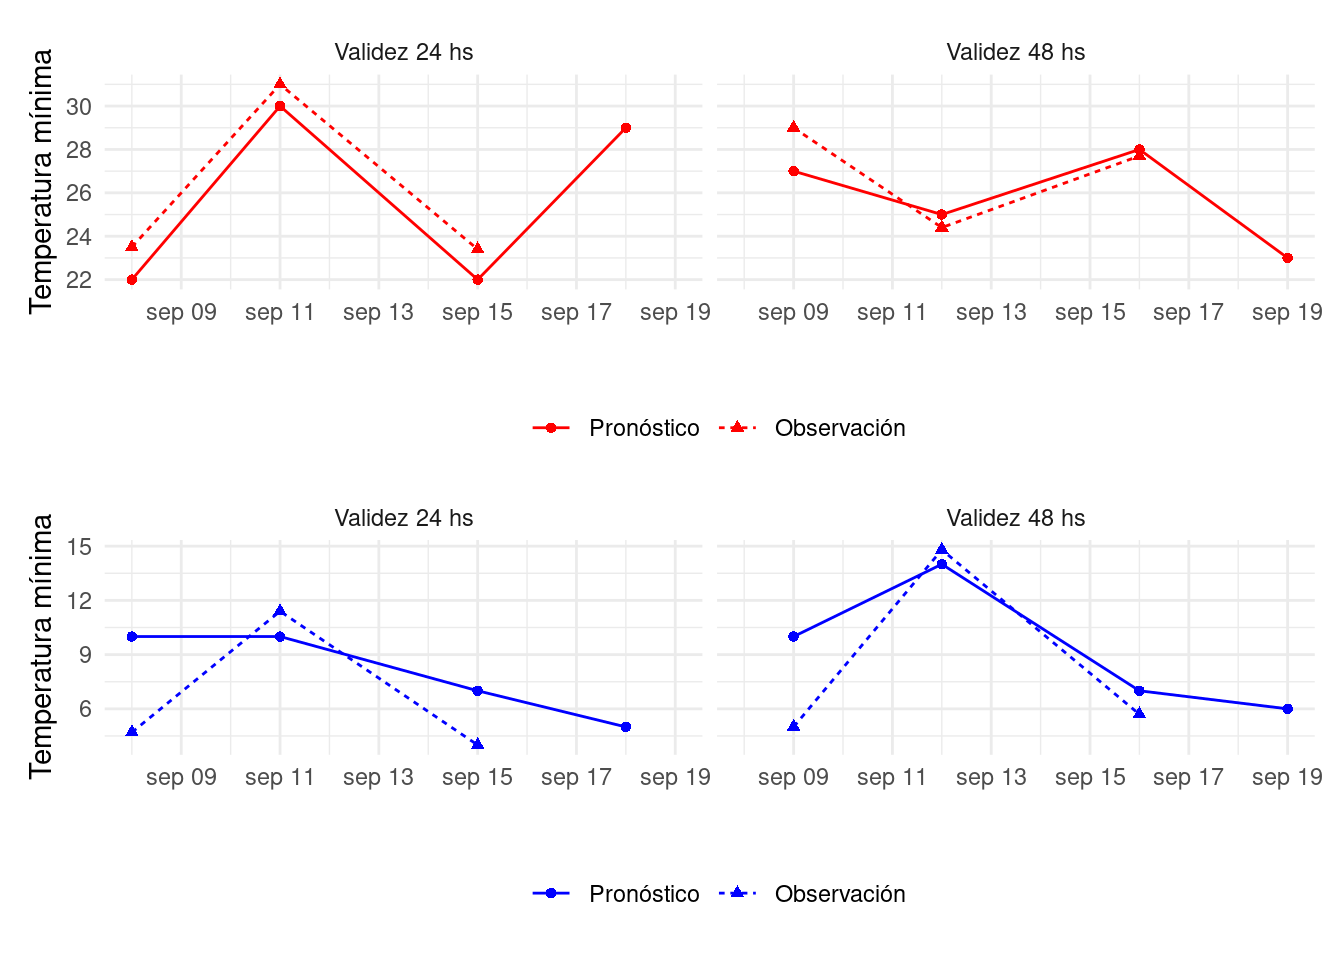 Validez 24 hs Validez 48 hs
Temperatura mínima
30
28
26
24
22
sep 09 sep 11 sep 13 sep 15 sep 17 sep 19 sep 09 sep 11 sep 13 sep 15 sep 17 sep 19
Pronóstico Observación
Validez 24 hs Validez 48 hs
Temperatura mínima
15
12
9
6
sep 09 sep 11 sep 13 sep 15 sep 17 sep 19 sep 09 sep 11 sep 13 sep 15 sep 17 sep 19
Pronóstico Observación